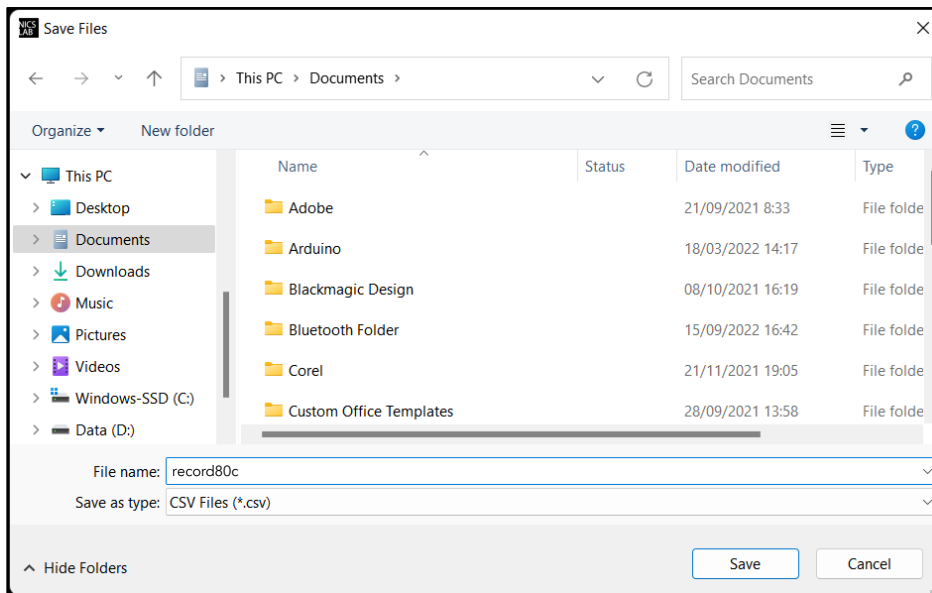 NICS
LAB
Save Files
This PC > Documents >
Search Documents
Organize
New folder
?
Name
Status
Date modified
Type
This PC
Desktop
Documents
Downloads
Music
Pictures
Videos
Windows-SSD (C:)
Data (D:)
Adobe 21/09/2021 8:33 File folde
Arduino 18/03/2022 14:17 File folde
Blackmagic Design 08/10/2021 16:19 File folde
Bluetooth Folder 15/09/2022 16:42 File folde
Corel 21/11/2021 19:05 File folde
Custom Office Templates 28/09/2021 13:58 File folde
File name: record80c
Save as type: CSV Files (*.csv)
Hide Folders
Save
Cancel